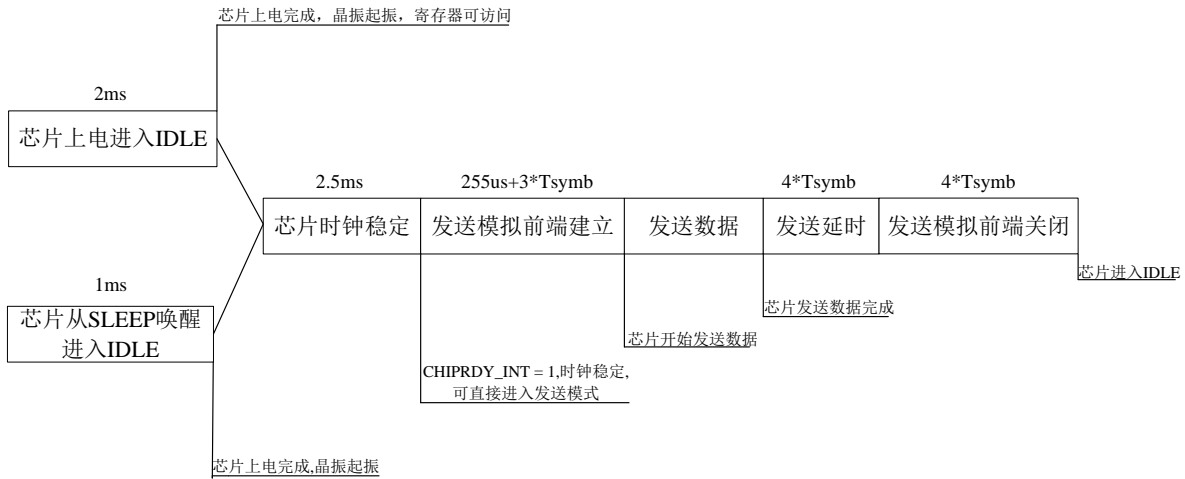 芯片上电完成，晶振起振，寄存器可访问
2ms
芯片上电进入IDLE
2.5ms
255us+3*Tsymb
4*Tsymb
4*Tsymb
芯片时钟稳定
发送模拟前端建立
发送数据
发送延时
发送模拟前端关闭
芯片进入IDLE
1ms
芯片从SLEEP唤醒
进入IDLE
芯片发送数据完成
芯片开始发送数据
CHIPRDY_INT = 1,时钟稳定,
可直接进入发送模式
芯片上电完成,晶振起振